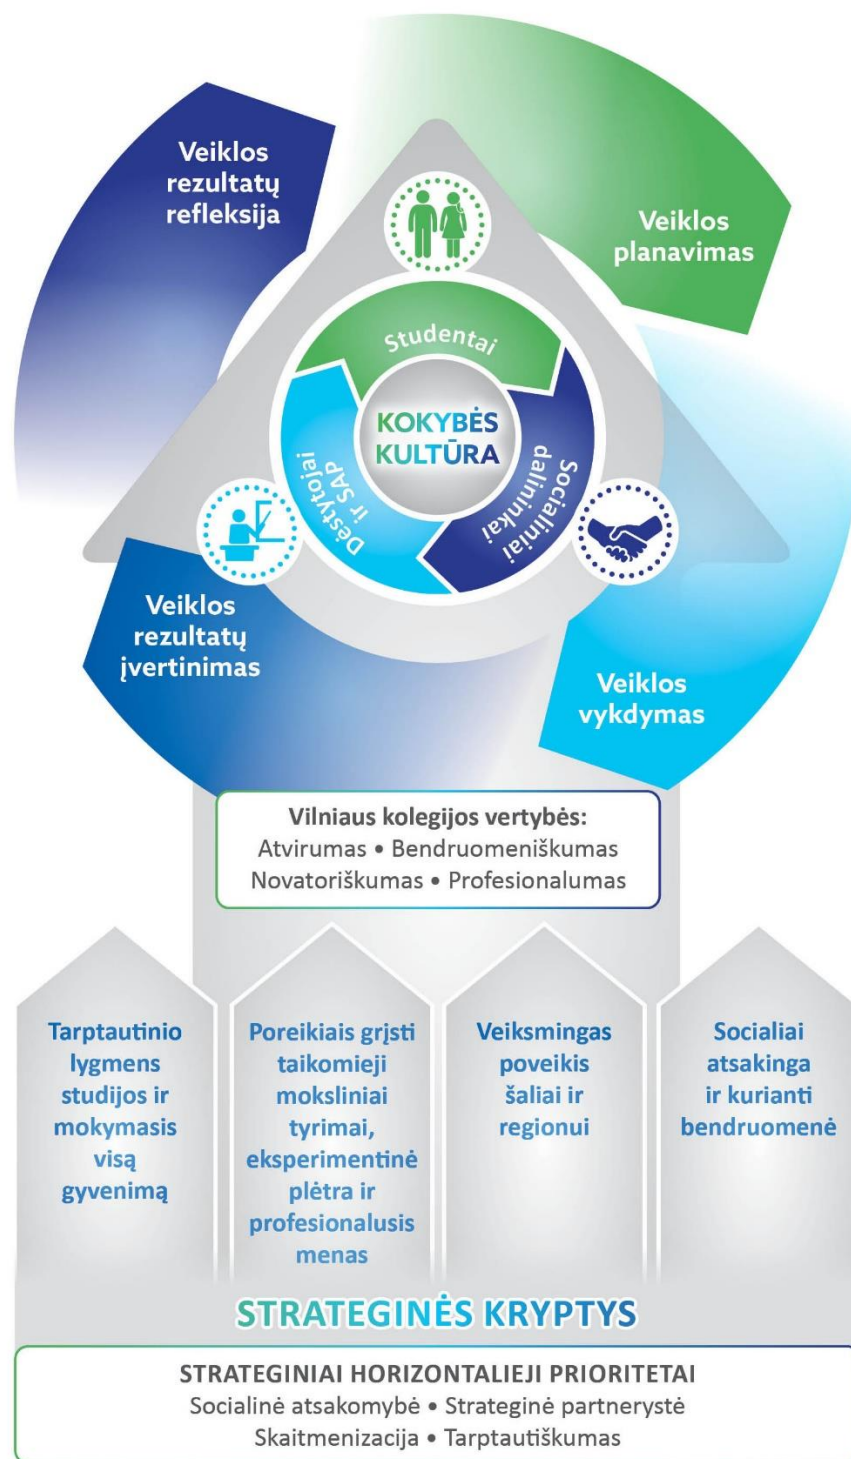 Veiklos
rezultatų
refleksija
Veiklos
planavimas
Studentai
KOKYBĖS
KULTŪRA
Dėstytojai
ir SAP
Socialiniai
dalininkai
Veiklos
rezultatų
įvertinimas
Veiklos
vykdymas
Vilniaus kolegijos vertybės:
Atvirumas • Bendruomeniškumas
Novatoriškumas • Profesionalumas
Tarptautinio
lygmens
studijos ir
mokymasis
visą
gyvenimą
Poreikiais grįsti
taikomieji
moksliniai
tyrimai,
eksperimentinė
plėtra ir
profesionalusis
menas
Veiksmingas
poveikis
šaliai ir
regionui
Socialiai
atsakinga
ir kurianti
bendruomenė
STRATEGINĖS KRYPTYS
STRATEGINIAI HORIZONTALIEJI PRIORITETAI
Socialinė atsakomybė • Strateginė partnerystė
Skaitmenizacija • Tarptautiškumas